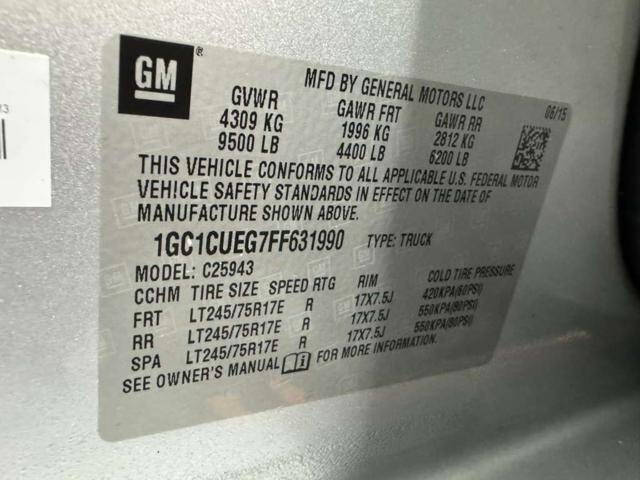 GM®
MFD BY GENERAL MOTORS LLC
06/15
GVWR GAWR FRT GAWR RR
4309 KG 1996 KG 2812 KG
9500 LB 4400 LB 6200 LB
THIS VEHICLE CONFORMS TO ALL APPLICABLE U.S. FEDERAL MOTOR
VEHICLE SAFETY STANDARDS IN EFFECT ON THE DATE OF
MANUFACTURE SHOWN ABOVE.
1GC1CUEG7FF631990 TYPE: TRUCK
MODEL: C25943
CCHM TIRE SIZE SPEED RTG RIM COLD TIRE PRESSURE
FRT LT245/75R17E R 17X7.5J 420KPA(60PSI)
RR LT245/75R17E R 17X7.5J 550KPA(80PSI)
SPA LT245/75R17E R 17X7.5J 550KPA(80PSI)
SEE OWNER'S MANUAL FOR MORE INFORMATION.